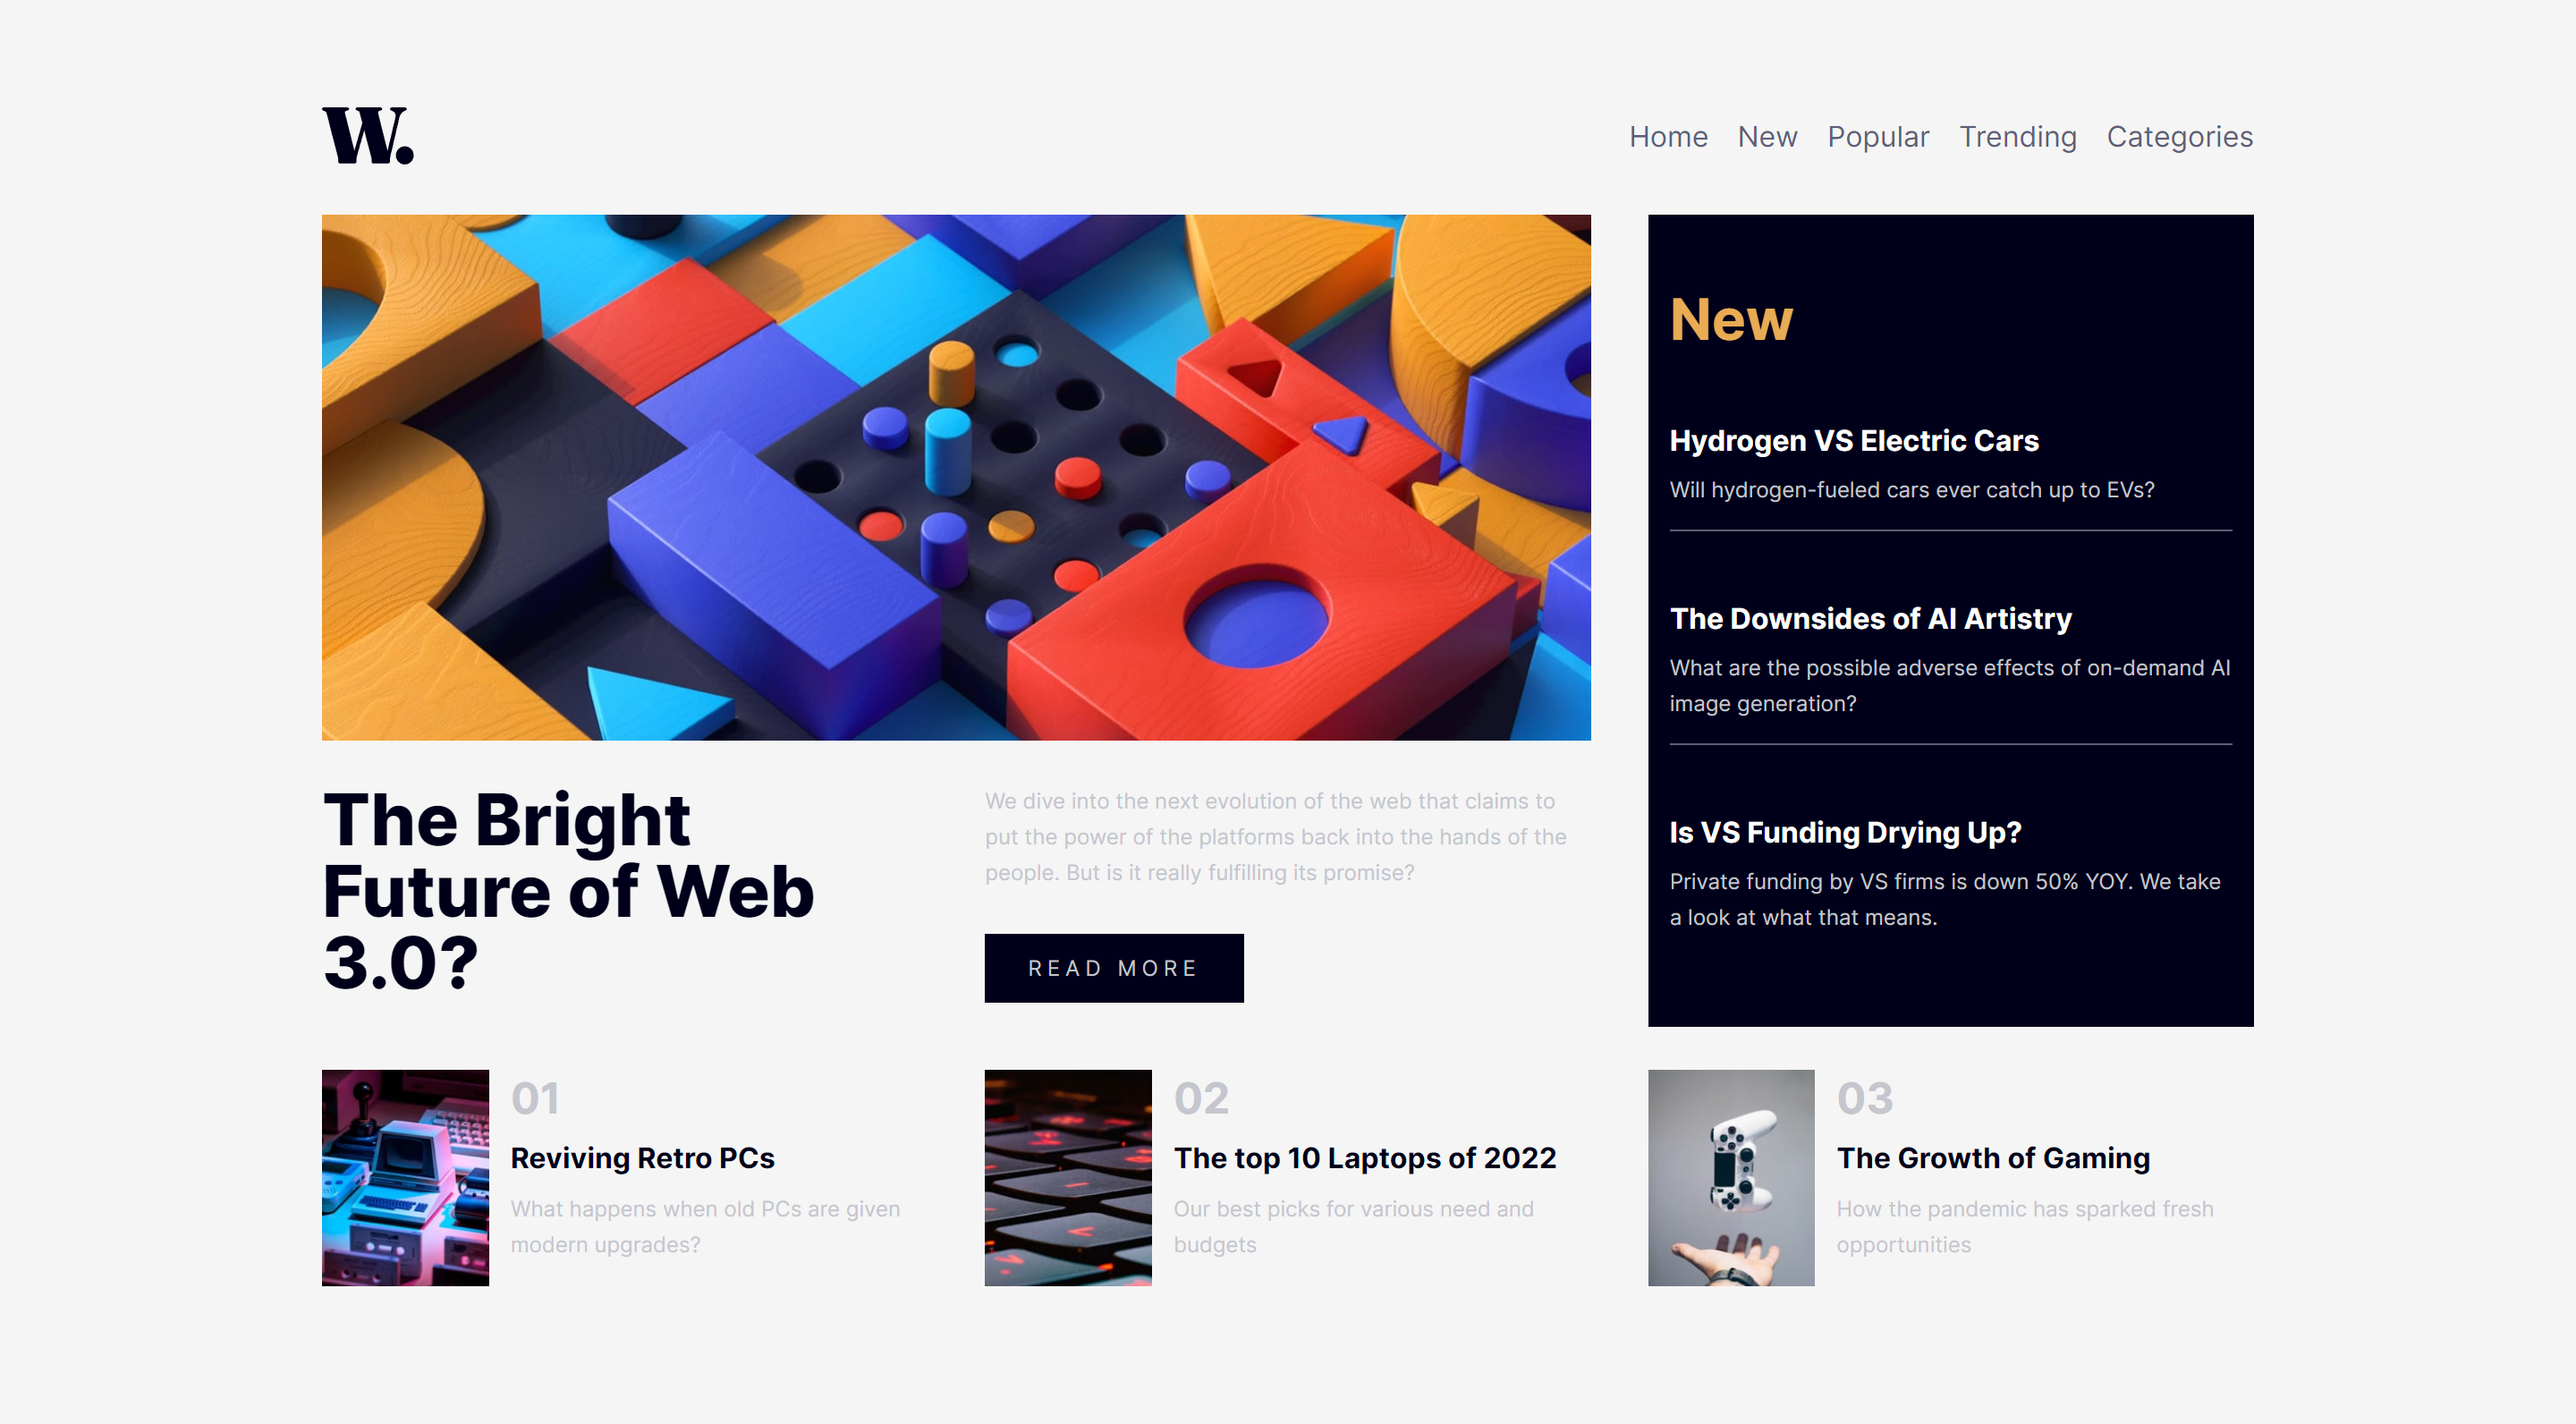 W.
Home New Popular Trending Categories
New
Hydrogen VS Electric Cars
Will hydrogen-fueled cars ever catch up to EVs?
The Downsides of AI Artistry
What are the possible adverse effects of on-demand AI
image generation?
Is VS Funding Drying Up?
Private funding by VS firms is down 50% YOY. We take
a look at what that means.
The Bright
Future of Web
3.0?
We dive into the next evolution of the web that claims to
put the power of the platforms back into the hands of the
people. But is it really fulfilling its promise?
READ MORE
01
Reviving Retro PCs
What happens when old PCs are given
modern upgrades?
02
The top 10 Laptops of 2022
Our best picks for various need and
budgets
03
The Growth of Gaming
How the pandemic has sparked fresh
opportunities